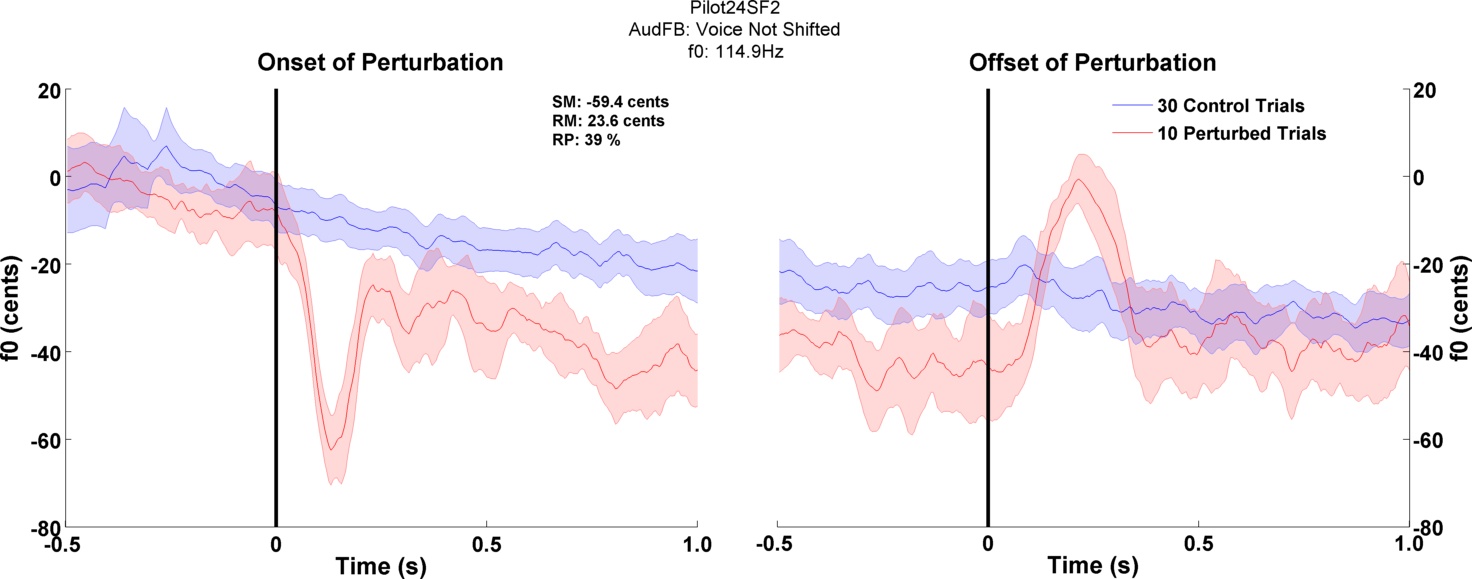 Pilot24SF2
AudFB: Voice Not Shifted
f0: 114.9Hz
Onset of Perturbation
SM: -59.4 cents
RM: 23.6 cents
RP: 39 %
f0 (cents)
20
0
-20
-40
-60
-80
-0.5
0
0.5
1.0
Time (s)
Offset of Perturbation
30 Control Trials
10 Perturbed Trials
20
0
-20
-40
-60
-80
f0 (cents)
-0.5
0
0.5
1.0
Time (s)